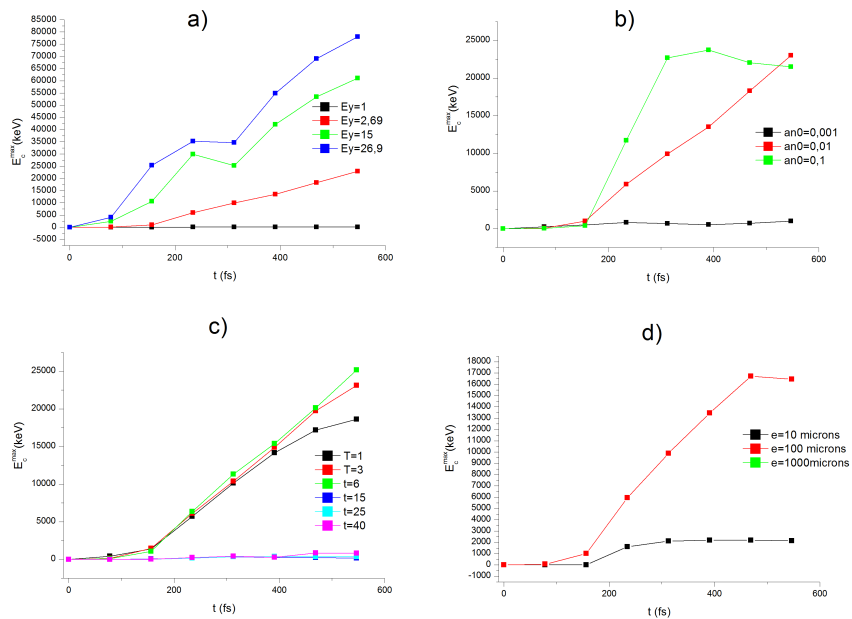 a)
85000
80000
75000
70000
65000
60000
55000
50000
45000
40000
35000
30000
25000
20000
15000
10000
5000
0
-5000
E_c^max(keV)
Ey=1
Ey=2,69
Ey=15
Ey=26,9
0 200 400 600
t (fs)
b)
25000
20000
15000
10000
5000
0
E_c^max(keV)
an0=0,001
an0=0,01
an0=0,1
0 200 400 600
t (fs)
c)
25000
20000
15000
10000
5000
0
E_c^max(keV)
T=1
T=3
t=6
t=15
t=25
t=40
0 200 400 600
t (fs)
d)
18000
17000
16000
15000
14000
13000
12000
11000
10000
9000
8000
7000
6000
5000
4000
3000
2000
1000
0
-1000
E_c^max(keV)
e=10 microns
e=100 microns
e=1000microns
0 200 400 600
t (fs)